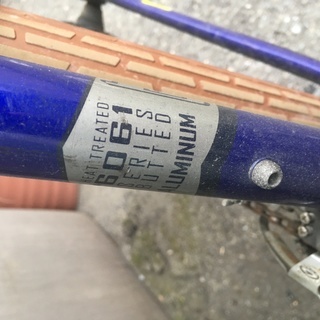 HEAT TREATED
6061
SERIES
BUTTED
ALUMINUM